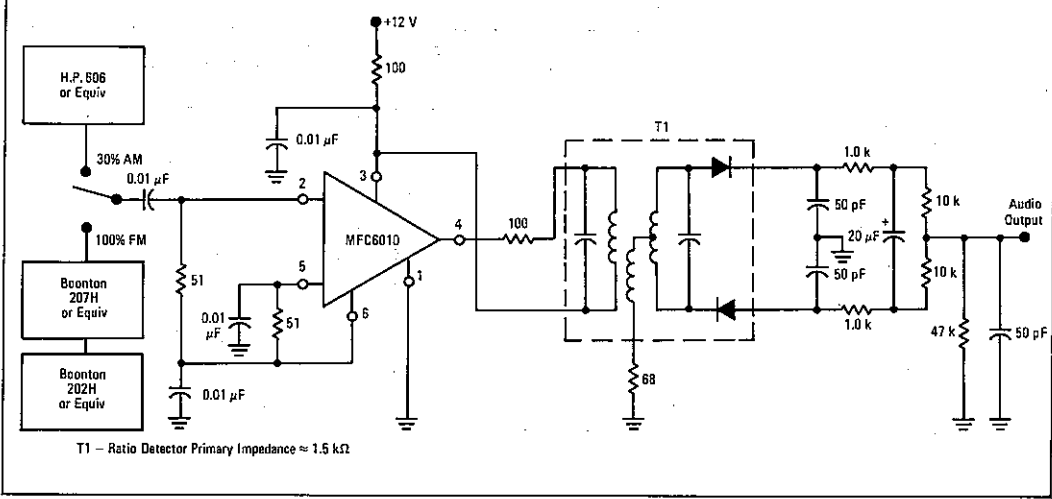 +12 V
H.P. 606
or Equiv
100
0.01 µF
T1
30% AM
0.01 µF
3
2
MFC6010
4
100
1.0 k
50 pF
10 k
Audio
Output
100% FM
20 µF
+
51
5
1
50 pF
10 k
Boonton
207H
or Equiv
0.01
µF
51
6
1.0 k
47 k
50 pF
Boonton
202H
or Equiv
0.01 µF
68
T1 – Ratio Detector Primary Impedance ≈ 1.5 kΩ